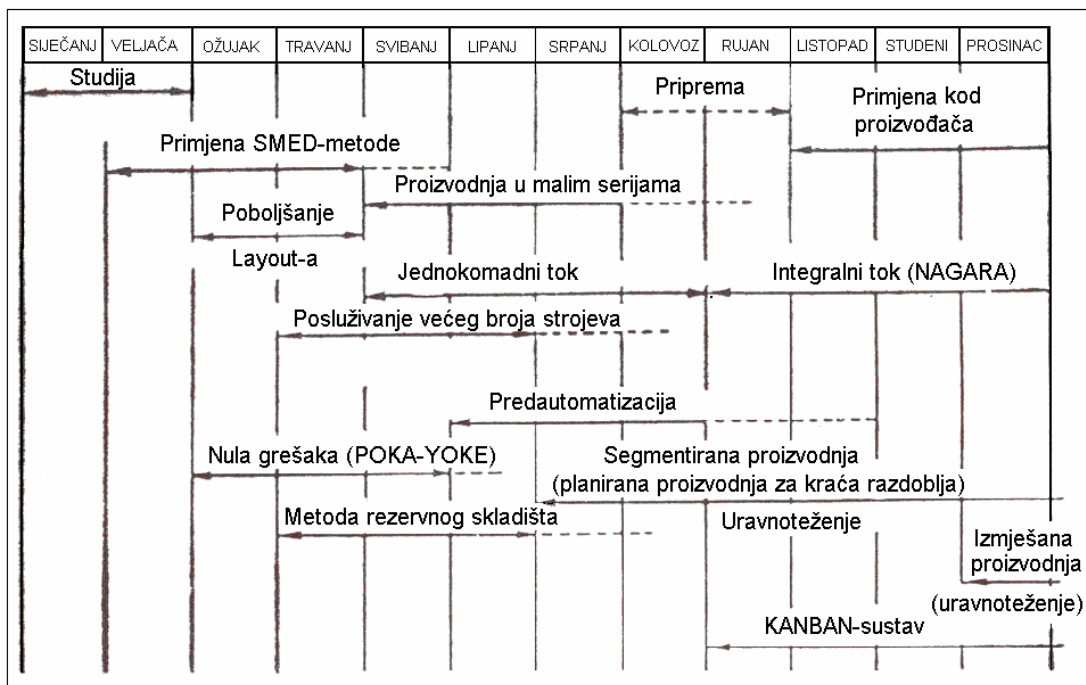 SIJEČANJ VELJAČA OŽUJAK TRAVANJ SVIBANJ LIPANJ SRPANJ KOLOVOZ RUJAN LISTOPAD STUDENI PROSINAC
Studija
Priprema
Primjena kod
proizvođača
Primjena SMED-metode
Proizvodnja u malim serijama
Poboljšanje
Layout-a
Jednokomadni tok
Integralni tok (NAGARA)
Posluživanje većeg broja strojeva
Predautomatizacija
Nula grešaka (POKA-YOKE)
Segmentirana proizvodnja
(planirana proizvodnja za kraća razdoblja)
Metoda rezervnog skladišta
Uravnoteženje
Izmješana
proizvodnja
(uravnoteženje)
KANBAN-sustav